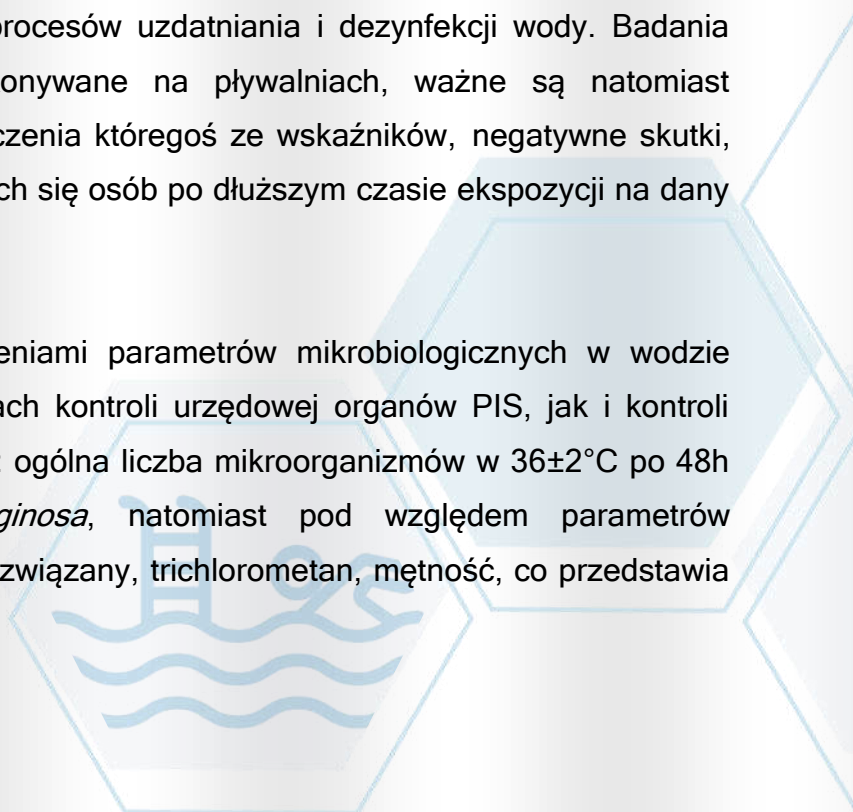 procesów uzdatniania i dezynfekcji wody. Badania
onywane na pływalniach, ważne są natomiast
czenia któregoś ze wskaźników, negatywne skutki,
ch się osób po dłuższym czasie ekspozycji na dany
eniami parametrów mikrobiologicznych w wodzie
ach kontroli urzędowej organów PIS, jak i kontroli
: ogólna liczba mikroorganizmów w 36±2°C po 48h
ginosa, natomiast pod względem parametrów
związany, trichlorometan, mętność, co przedstawia